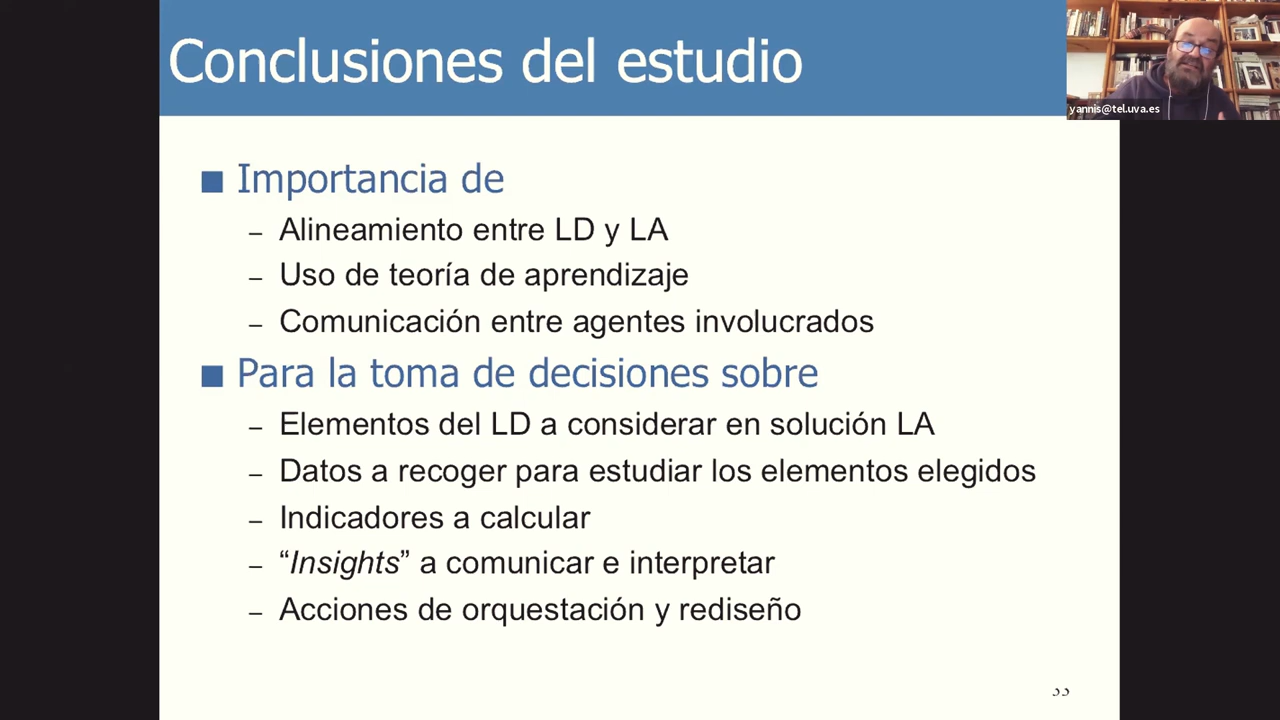 Conclusiones del estudio
yannis@tel.uva.es
■ Importancia de
– Alineamiento entre LD y LA
– Uso de teoría de aprendizaje
– Comunicación entre agentes involucrados
■ Para la toma de decisiones sobre
– Elementos del LD a considerar en solución LA
– Datos a recoger para estudiar los elementos elegidos
– Indicadores a calcular
– “Insights” a comunicar e interpretar
– Acciones de orquestación y rediseño